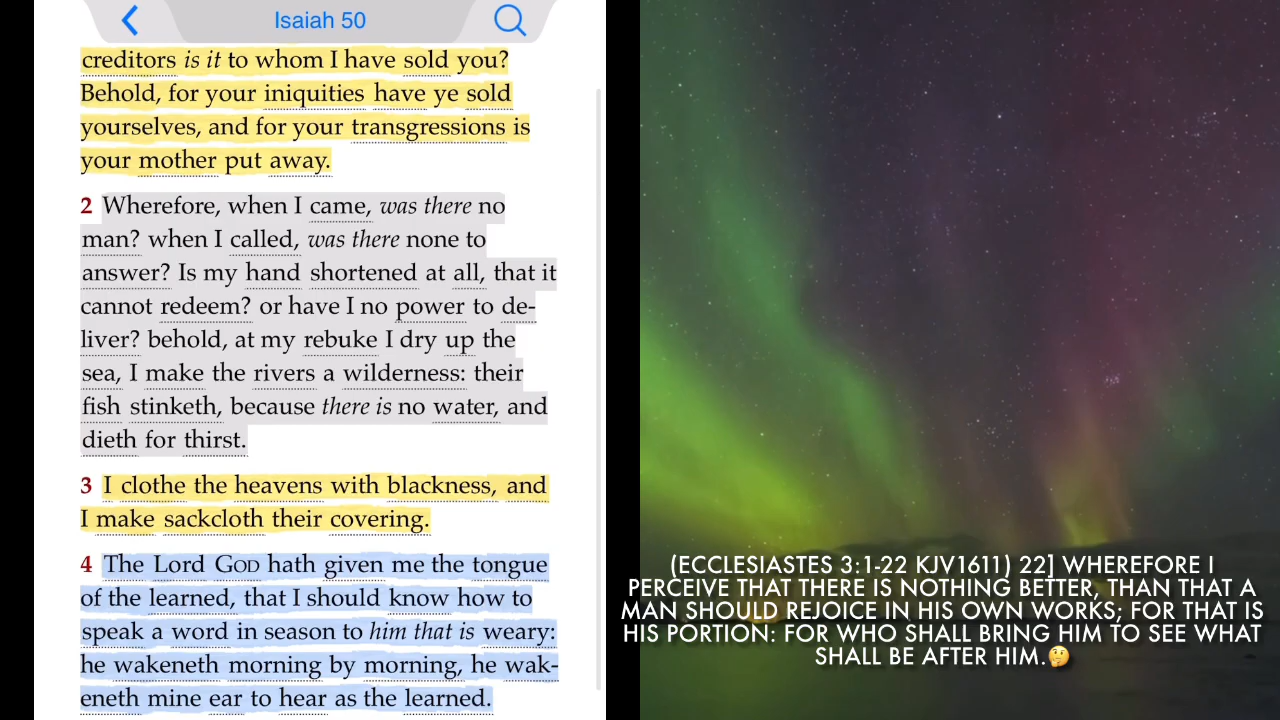 Isaiah 50
creditors is it to whom I have sold you?
Behold, for your iniquities have ye sold
yourselves, and for your transgressions is
your mother put away.
2 Wherefore, when I came, was there no
man? when I called, was there none to
answer? Is my hand shortened at all, that it
cannot redeem? or have I no power to de-
liver? behold, at my rebuke I dry up the
sea, I make the rivers a wilderness: their
fish stinketh, because there is no water, and
dieth for thirst.
3 I clothe the heavens with blackness, and
I make sackcloth their covering.
4 The Lord GOD hath given me the tongue
of the learned, that I should know how to
speak a word in season to him that is weary:
he wakeneth morning by morning, he wak-
eneth mine ear to hear as the learned.
(ECCLESIASTES 3:1-22 KJV1611) 22] WHEREFORE I
PERCEIVE THAT THERE IS NOTHING BETTER, THAN THAT A
MAN SHOULD REJOICE IN HIS OWN WORKS; FOR THAT IS
HIS PORTION: FOR WHO SHALL BRING HIM TO SEE WHAT
SHALL BE AFTER HIM.🤔